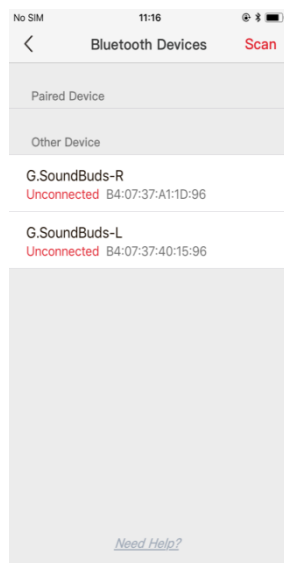 No SIM 11:16
Bluetooth Devices Scan
Paired Device
Other Device
G.SoundBuds-R
Unconnected B4:07:37:A1:1D:96
G.SoundBuds-L
Unconnected B4:07:37:40:15:96
Need Help?